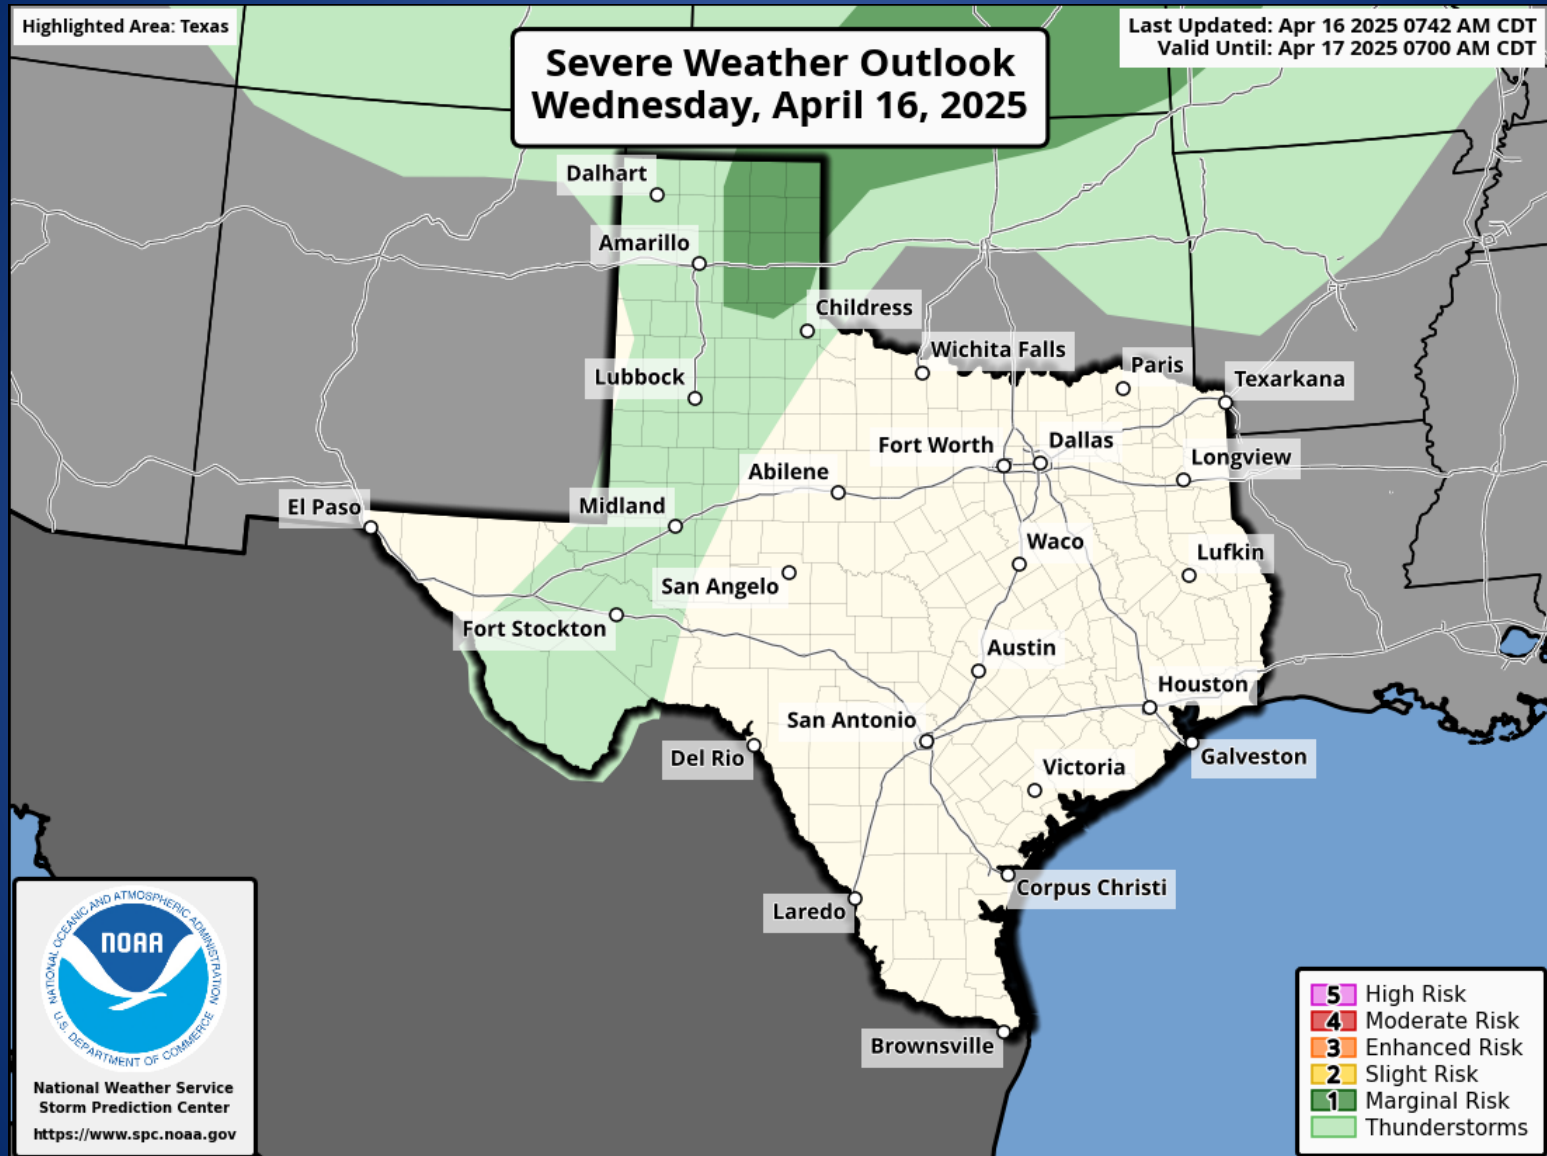 Highlighted Area: Texas
Last Updated: Apr 16 2025 0742 AM CDT
Valid Until: Apr 17 2025 0700 AM CDT
Severe Weather Outlook
Wednesday, April 16, 2025
Dalhart
Amarillo
Childress
Wichita Falls
Paris
Texarkana
Lubbock
Fort Worth
Dallas
Longview
Abilene
El Paso
Midland
Waco
Lufkin
San Angelo
Fort Stockton
Austin
Houston
San Antonio
Del Rio
Galveston
Victoria
Corpus Christi
Laredo
Brownsville
NATIONAL OCEANIC AND ATMOSPHERIC ADMINISTRATION
NOAA
U.S. DEPARTMENT OF COMMERCE
National Weather Service
Storm Prediction Center
https://www.spc.noaa.gov
5 High Risk
4 Moderate Risk
3 Enhanced Risk
2 Slight Risk
1 Marginal Risk
Thunderstorms